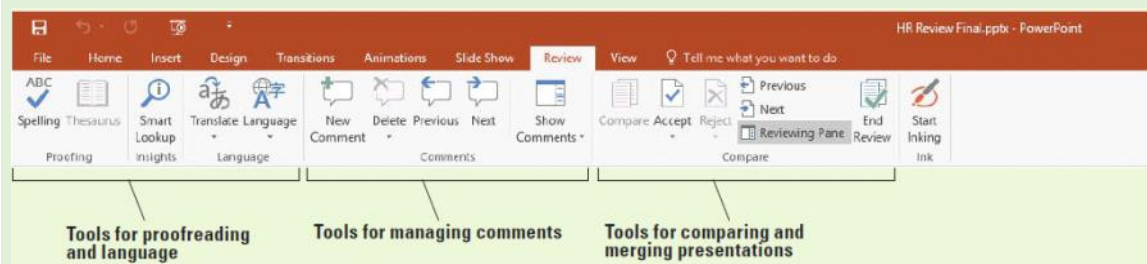 HR Review Final.pptx - PowerPoint
File Home Insert Design Transitions Animations Slide Show Review View Tell me what you want to do
ABC
Spelling
Thesaurus
Smart
Lookup
Translate
Language
New
Comment
Delete
Previous
Next
Show
Comments
Compare
Accept
Reject
Previous
Next
Reviewing Pane
End
Review
Start
Inking
Proofing
Insights
Language
Comments
Compare
Ink
Tools for proofreading
and language
Tools for managing comments
Tools for comparing and
merging presentations